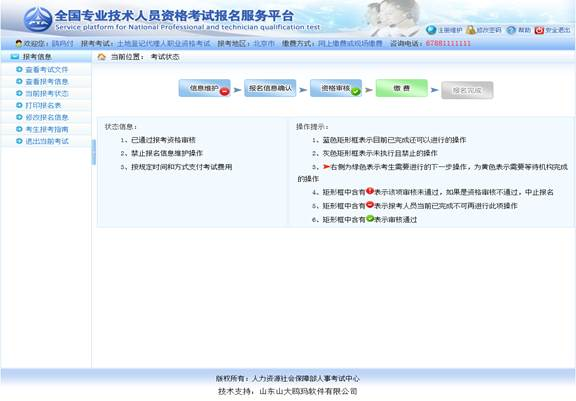 全国专业技术人员资格考试报名服务平台
Service platform for National Professional and technician qualification test
注册维护 修改密码 帮助 安全退出
欢迎您： 报考考试：土地登记代理人职业资格考试 报考地区：北京市 缴费方式：网上缴费或现场缴费 咨询电话：67881111111
报考信息
当前位置： 考试状态
查看考试文件
查看报考信息
当前报考状态
打印报名表
修改报名信息
考生报考指南
退出当前考试
信息维护 报名信息确认 资格审核 缴 费 报名完成
状态信息：
1、已通过报考资格审核
2、禁止报名信息维护操作
3、按规定时间和方式支付考试费用
操作提示：
1、蓝色矩形框表示目前已完成还可以进行的操作
2、灰色矩形框表示未执行且禁止的操作
3、右侧为绿色表示考生需要进行的下一步操作，为黄色表示需要等待机构完成
的操作
4、矩形框中含有表示该项审核未通过，如果是资格审核不通过，中止报名
5、矩形框中含有表示报考人员当前已完成不可再进行此项操作
6、矩形框中含有表示审核通过
版权所有：人力资源社会保障部人事考试中心
技术支持：山东山大鸥玛软件有限公司